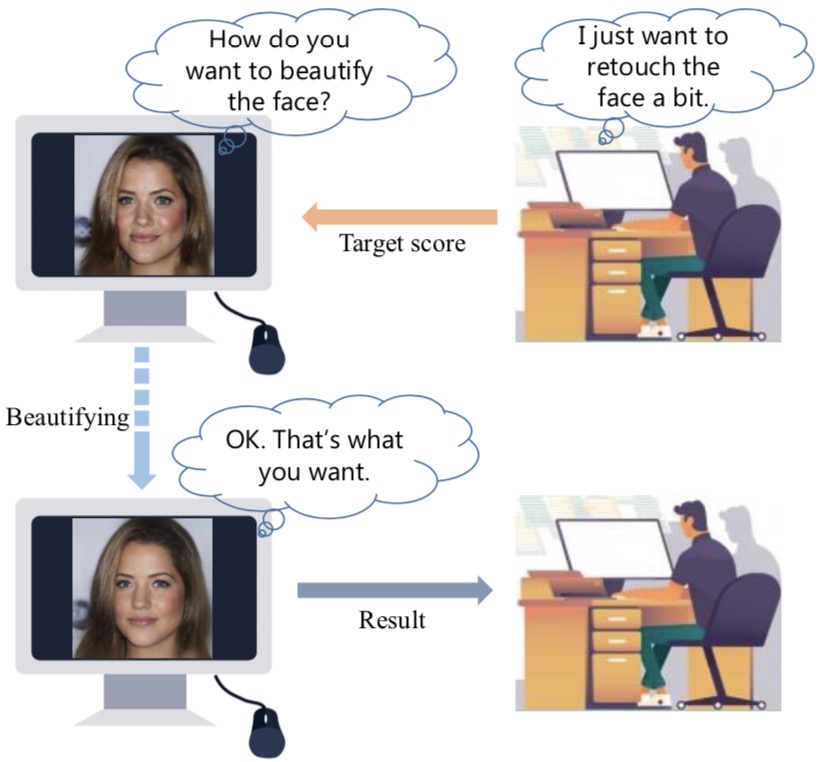 How do you
want to beautify
the face?
I just want to
retouch the
face a bit.
Target score
Beautifying
OK. That's what
you want.
Result